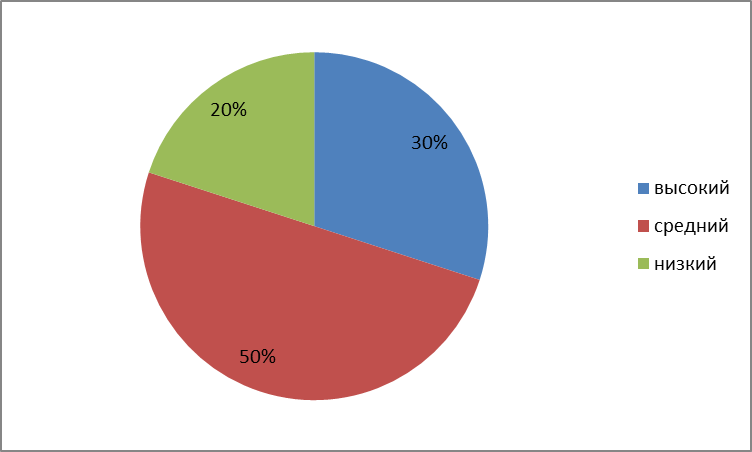 20%
30%
50%
высокий
средний
низкий